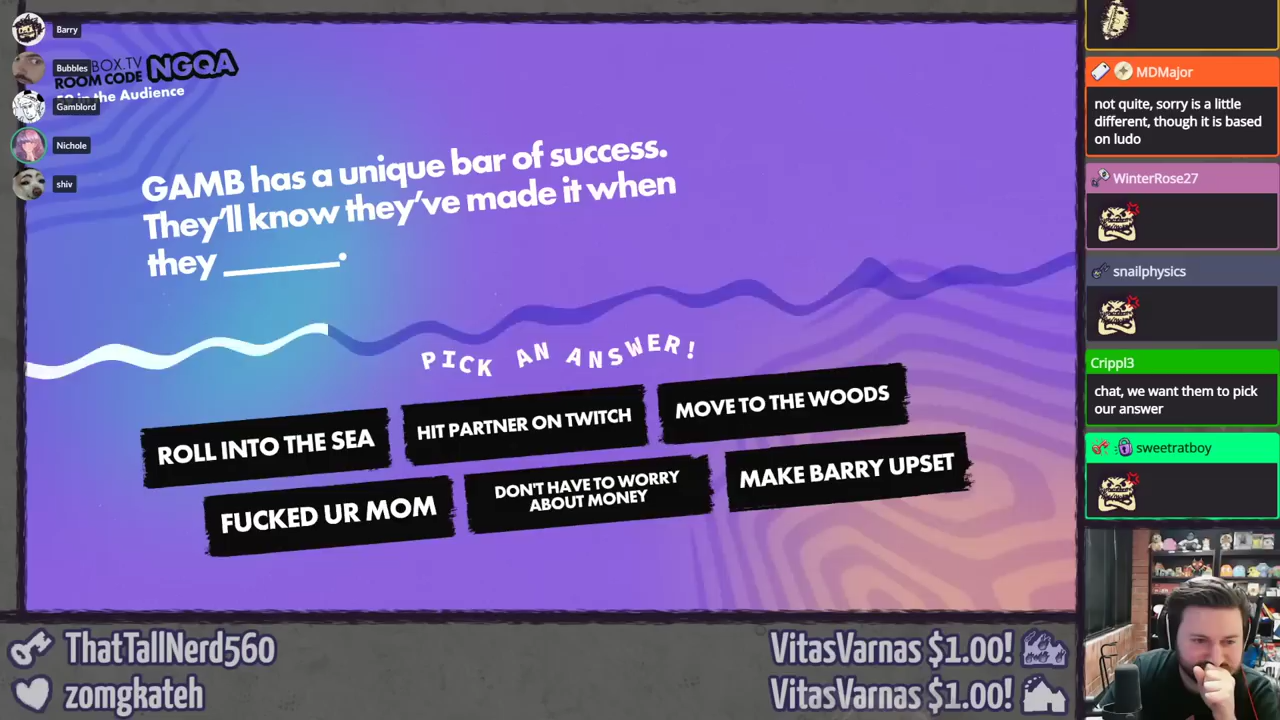 Barry
Bubbles
BOX.TV
ROOM CODE NGQA
in the Audience
Gamblord
Nichole
shiv
GAMB has a unique bar of success.
They'll know they've made it when
they ______.
PICK AN ANSWER!
ROLL INTO THE SEA
HIT PARTNER ON TWITCH
MOVE TO THE WOODS
FUCKED UR MOM
DON'T HAVE TO WORRY
ABOUT MONEY
MAKE BARRY UPSET
MDMajor
not quite, sorry is a little
different, though it is based
on ludo
WinterRose27
snailphysics
Crippl3
chat, we want them to pick
our answer
sweetratboy
ThatTallNerd560
zomgkateh
VitasVarnas $1.00!
VitasVarnas $1.00!